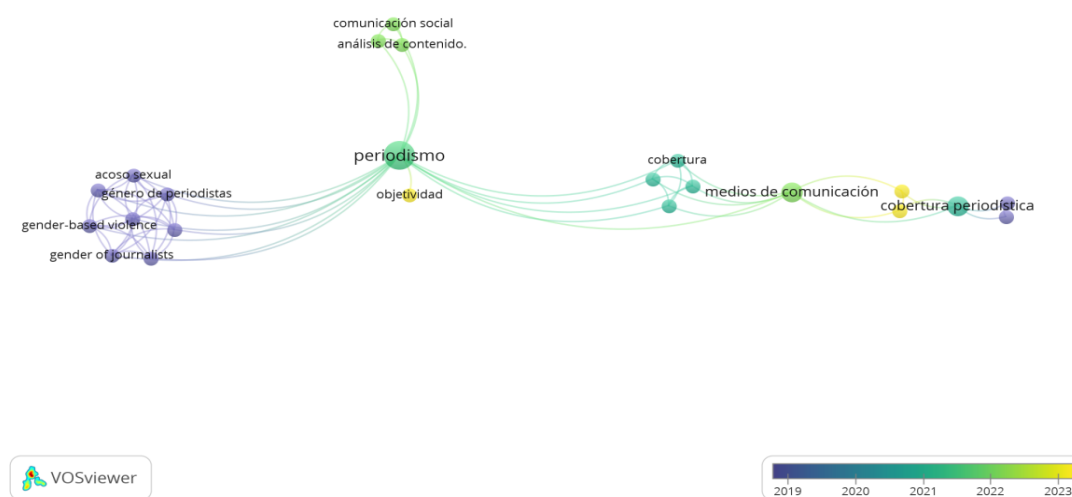 comunicación social
análisis de contenido.
periodismo
objetividad
acoso sexual
género de periodistas
gender-based violence
gender of journalists
cobertura
medios de comunicación
cobertura periodística
VOSviewer
2019 2020 2021 2022 2023